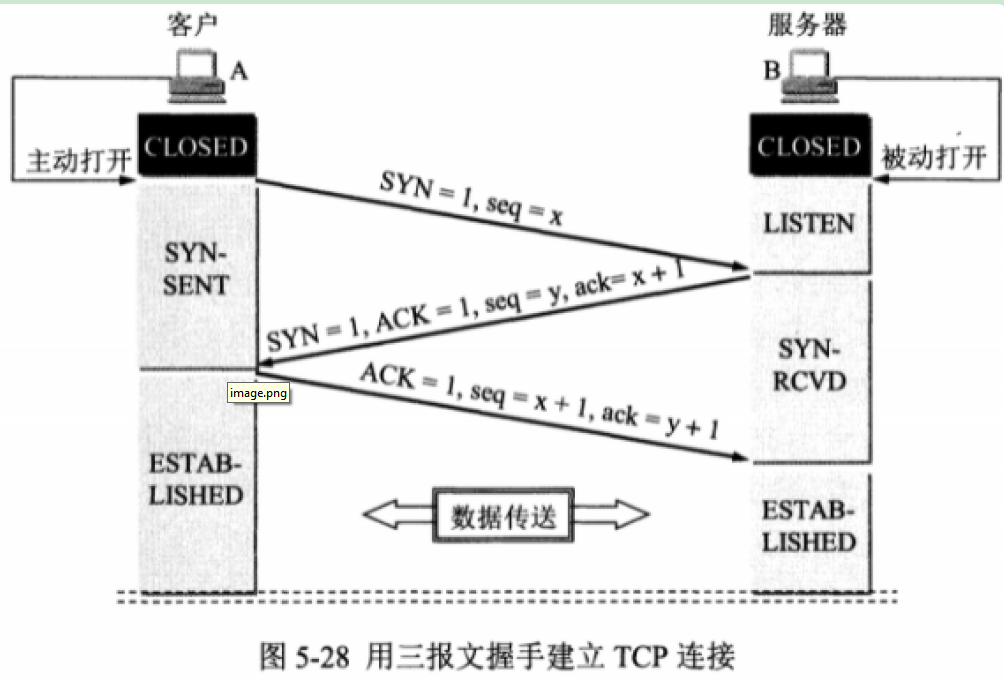 客户
服务器
A
B
CLOSED
CLOSED
主动打开
被动打开
SYN = 1, seq = x
LISTEN
SYN-
SENT
SYN = 1, ACK = 1, seq = y, ack= x + 1
SYN-
RCVD
ACK = 1, seq = x + 1, ack = y + 1
image.png
ESTAB-
LISHED
数据传送
ESTAB-
LISHED
图 5-28 用三报文握手建立 TCP 连接